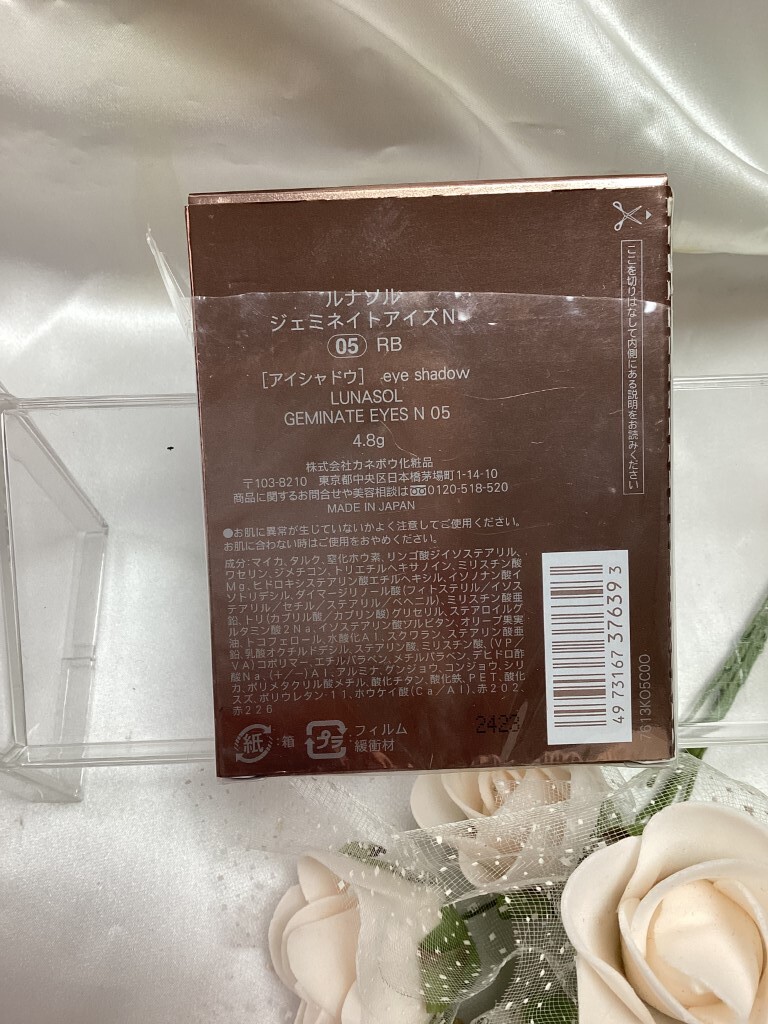 ルナソル
ジェミネイトアイズN
05 RB
[アイシャドウ] eye shadow
LUNASOL
GEMINATE EYES N 05
4.8g
株式会社カネボウ化粧品
〒103-8210 東京都中央区日本橋茅場町1-14-10
商品に関するお問合せや美容相談は 0120-518-520
MADE IN JAPAN
●お肌に異常が生じていないかよく注意してご使用ください。
お肌に合わない時はご使用をおやめください。
成分:マイカ、タルク、窒化ホウ素、リンゴ酸ジイソステアリル、
ワセリン、ジメチコン、トリエチルヘキサノイン、ミリスチン酸
Mg、ヒドロキシステアリン酸エチルヘキシル、イソノナン酸イ
ソトリデシル、ダイマージリノール酸(フィトステリル/イソス
テアリル/セチル/ステアリル/ベヘニル)、ミリスチン酸亜
鉛、トリ(カプリル酸/カプリン酸)グリセリル、ステアロイルグ
ルタミン酸2Na、イソステアリン酸ソルビタン、オリーブ果実
油、トコフェロール、水酸化Al、スクワラン、ステアリン酸亜
鉛、乳酸オクチルドデシル、ステアリン酸、ミリスチン酸、(VP/
VA)コポリマー、エチルパラベン、メチルパラベン、デヒドロ酢
酸Na、(+/-)Al、アルミナ、グンジョウ、コンジョウ、シリ
カ、ポリメタクリル酸メチル、酸化チタン、酸化鉄、PET、酸化
スズ、ポリウレタン-11、ホウケイ酸(Ca/Al)、赤202、
赤226
紙 :箱 プラ :フィルム
緩衝材
2423
ここを切りはなして内側にある説明をお読みください
4973167376393
7613KO5C0O